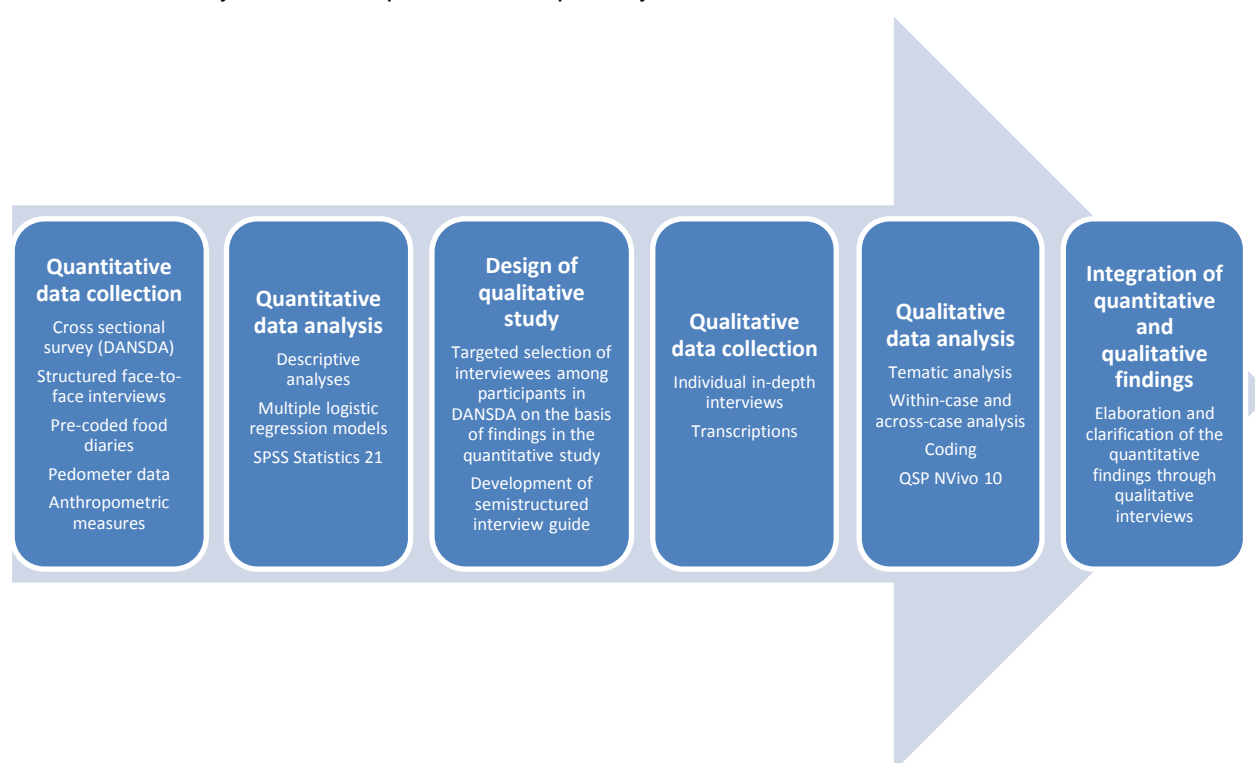 Quantitative
data collection
Cross sectional
survey (DANSDA)
Structured face-to-
face interviews
Pre-coded food
diaries
Pedometer data
Anthropometric
measures
Quantitative
data analysis
Descriptive
analyses
Multiple logistic
regression models
SPSS Statistics 21
Design of
qualitative
study
Targeted selection of
interviewees among
participants in
DANSDA on the basis
of findings in the
quantitative study
Development of
semistructured
interview guide
Qualitative
data collection
Individual in-depth
interviews
Transcriptions
Qualitative
data analysis
Tematic analysis
Within-case and
across-case analysis
Coding
QSP NVivo 10
Integration of
quantitative
and
qualitative
findings
Elaboration and
clarification of the
quantitative
findings through
qualitative
interviews